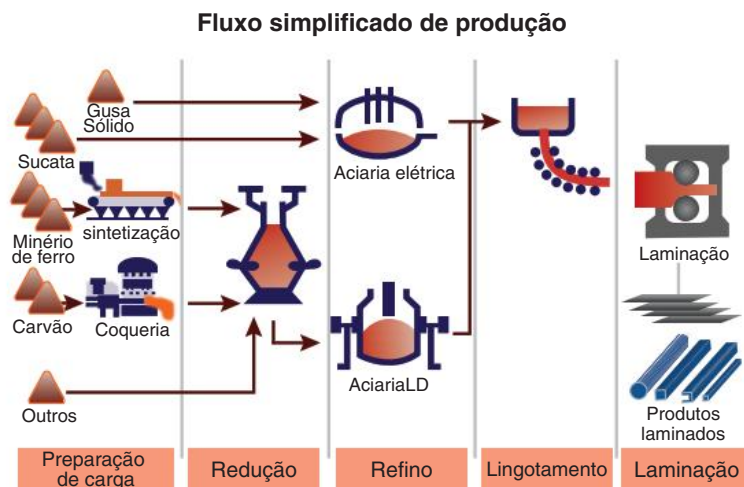 Fluxo simplificado de produção
Gusa
Sólido
Sucata
Aciaria elétrica
Minério
de ferro
sintetização
Laminação
Carvão
Coqueria
AciariaLD
Outros
Produtos
laminados
Preparação
de carga
Redução
Refino
Lingotamento
Laminação